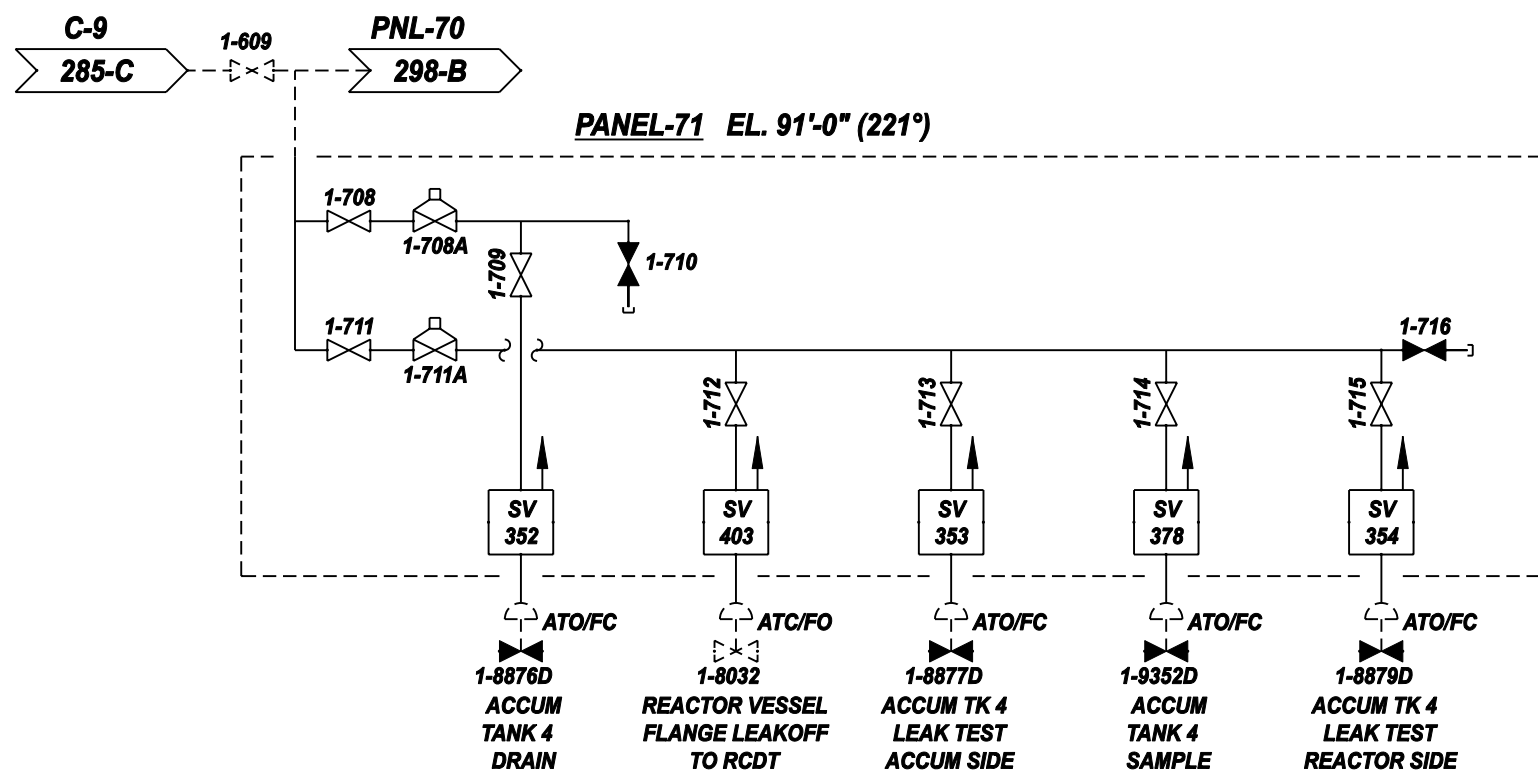 C-9
285-C
1-609
PNL-70
298-B
PANEL-71 EL. 91'-0" (221°)
1-708
1-708A
1-709
1-710
1-711
1-711A
1-716
1-712
1-713
1-714
1-715
SV
352
SV
403
SV
353
SV
378
SV
354
ATO/FC
ATC/FO
ATO/FC
ATO/FC
ATO/FC
1-8876D
ACCUM
TANK 4
DRAIN
1-8032
REACTOR VESSEL
FLANGE LEAKOFF
TO RCDT
1-8877D
ACCUM TK 4
LEAK TEST
ACCUM SIDE
1-9352D
ACCUM
TANK 4
SAMPLE
1-8879D
ACCUM TK 4
LEAK TEST
REACTOR SIDE